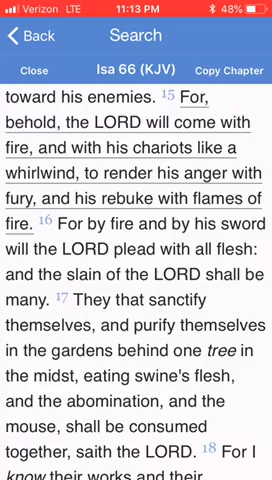 Verizon LTE 11:13 PM 48%
Back Search
Close Isa 66 (KJV) Copy Chapter
toward his enemies. 15 For,
behold, the LORD will come with
fire, and with his chariots like a
whirlwind, to render his anger with
fury, and his rebuke with flames of
fire. 16 For by fire and by his sword
will the LORD plead with all flesh:
and the slain of the LORD shall be
many. 17 They that sanctify
themselves, and purify themselves
in the gardens behind one tree in
the midst, eating swine's flesh,
and the abomination, and the
mouse, shall be consumed
together, saith the LORD. 18 For I
know their works and their